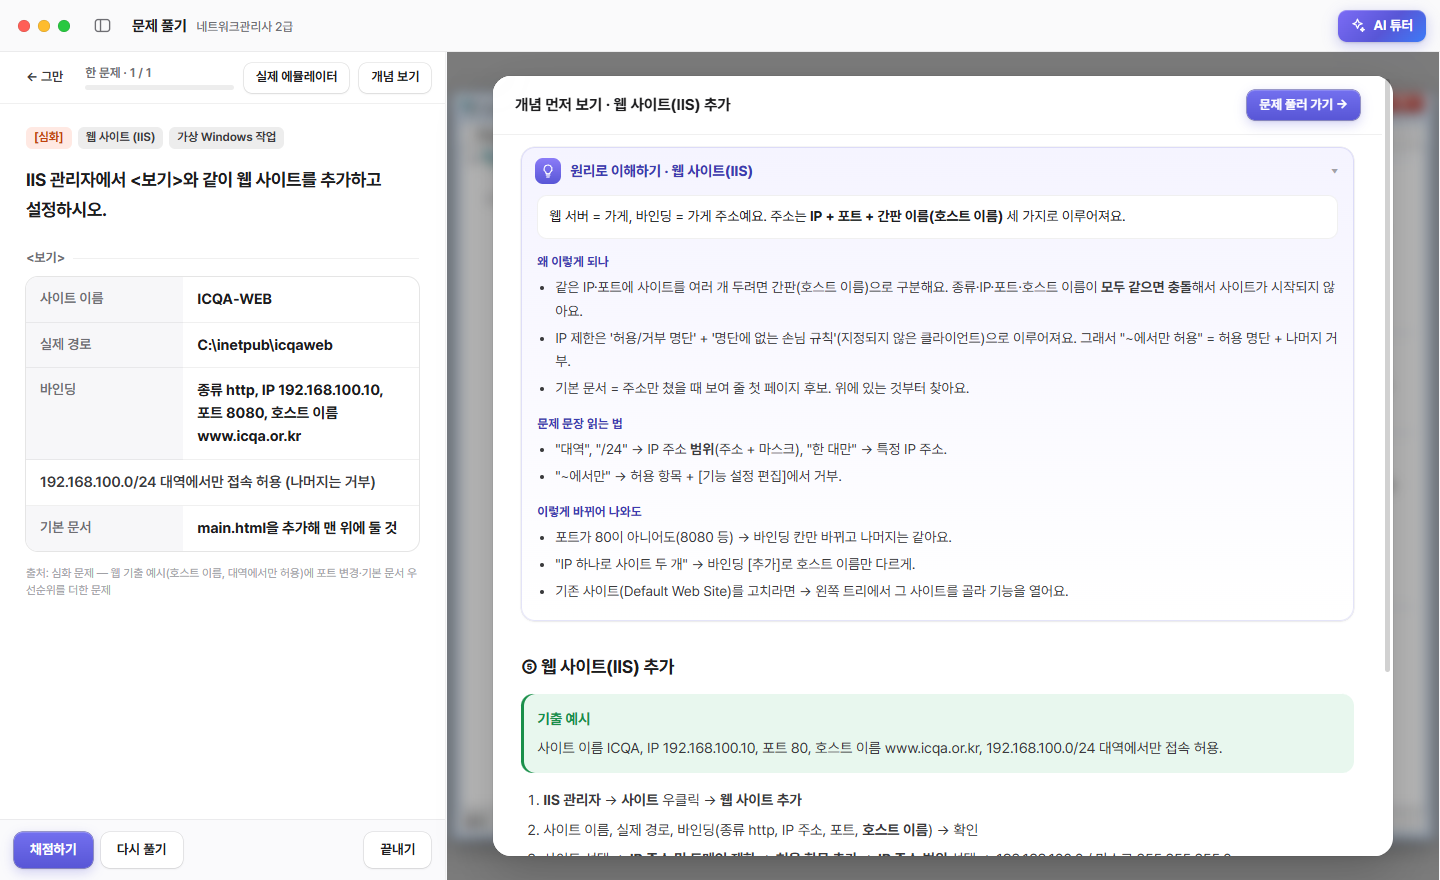 문제 풀기 네트워크관리사 2급
AI 튜터
← 그만
한 문제 · 1 / 1
실제 에뮬레이터
개념 보기
[심화]
웹 사이트 (IIS)
가상 Windows 작업
IIS 관리자에서 <보기>와 같이 웹 사이트를 추가하고
설정하시오.
<보기>
사이트 이름 ICQA-WEB
실제 경로 C:\inetpub\icqaweb
바인딩 종류 http, IP 192.168.100.10,
포트 8080, 호스트 이름
www.icqa.or.kr
192.168.100.0/24 대역에서만 접속 허용 (나머지는 거부)
기본 문서 main.html을 추가해 맨 위에 둘 것
출처: 심화 문제 — 웹 기출 예시(호스트 이름, 대역에서만 허용)에 포트 변경·기본 문서 우
선순위를 더한 문제
채점하기
다시 풀기
끝내기
개념 먼저 보기 · 웹 사이트(IIS) 추가
문제 풀러 가기 →
원리로 이해하기 · 웹 사이트(IIS)
웹 서버 = 가게, 바인딩 = 가게 주소예요. 주소는 IP + 포트 + 간판 이름(호스트 이름) 세 가지로 이루어져요.
왜 이렇게 되나
• 같은 IP·포트에 사이트를 여러 개 두려면 간판(호스트 이름)으로 구분해요. 종류·IP·포트·호스트 이름이 모두 같으면 충돌해서 사이트가 시작되지 않
아요.
• IP 제한은 '허용/거부 명단' + '명단에 없는 손님 규칙'(지정되지 않은 클라이언트)으로 이루어져요. 그래서 "~에서만 허용" = 허용 명단 + 나머지 거
부.
• 기본 문서 = 주소만 쳤을 때 보여 줄 첫 페이지 후보. 위에 있는 것부터 찾아요.
문제 문장 읽는 법
• "대역", "/24" → IP 주소 범위(주소 + 마스크), "한 대만" → 특정 IP 주소.
• "~에서만" → 허용 항목 + [기능 설정 편집]에서 거부.
이렇게 바뀌어 나와도
• 포트가 80이 아니어도(8080 등) → 바인딩 칸만 바뀌고 나머지는 같아요.
• "IP 하나로 사이트 두 개" → 바인딩 [추가]로 호스트 이름만 다르게.
• 기존 사이트(Default Web Site)를 고치라면 → 왼쪽 트리에서 그 사이트를 골라 기능을 열어요.
⑤ 웹 사이트(IIS) 추가
기출 예시
사이트 이름 ICQA, IP 192.168.100.10, 포트 80, 호스트 이름 www.icqa.or.kr, 192.168.100.0/24 대역에서만 접속 허용.
1. IIS 관리자 → 사이트 우클릭 → 웹 사이트 추가
2. 사이트 이름, 실제 경로, 바인딩(종류 http, IP 주소, 포트, 호스트 이름) → 확인